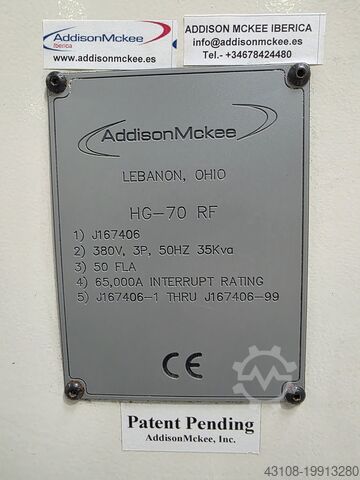 AddisonMckee
Iberica
www.addisonmckee.es
ADDISON MCKEE IBERICA
info@addisonmckee.es
Tel.- +34678424480
AddisonMckee
LEBANON, OHIO
HG-70 RF
1) J167406
2) 380V, 3P, 50HZ 35Kva
3) 50 FLA
4) 65,000A INTERRUPT RATING
5) J167406-1 THRU J167406-99
CE
Patent Pending
AddisonMckee, Inc.
43108-19913280